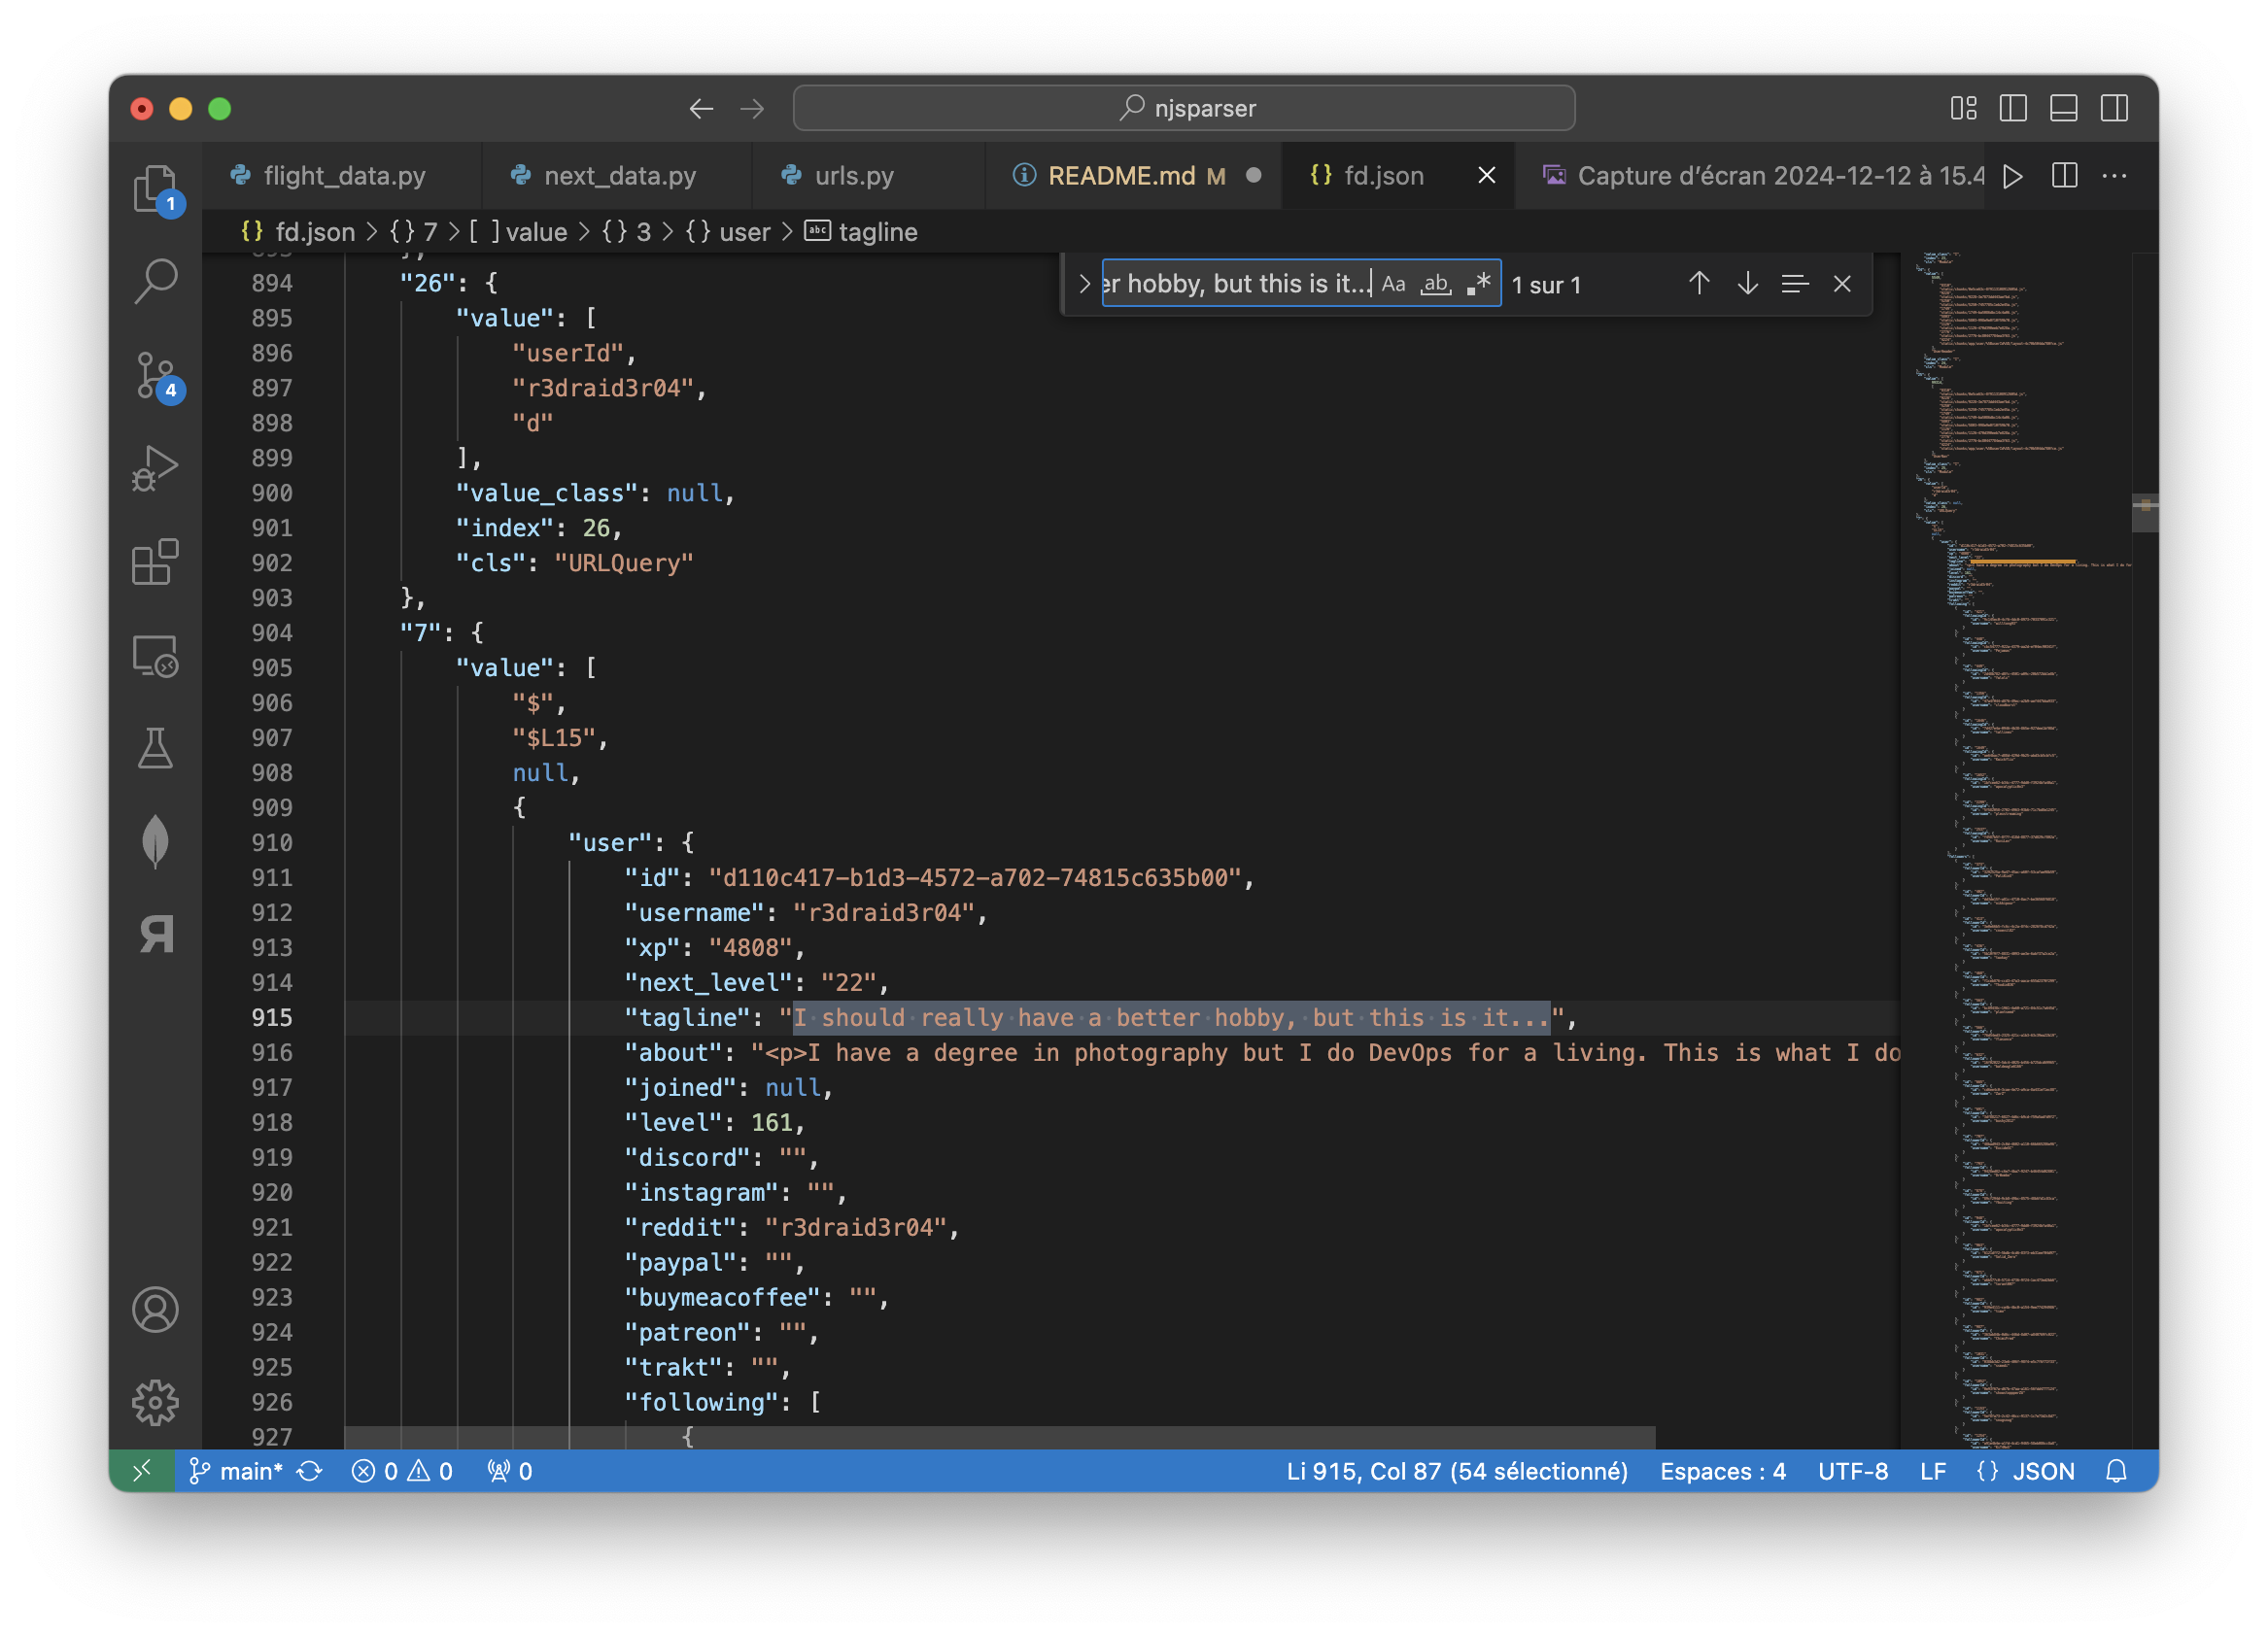 njsparser
1
flight_data.py
next_data.py
urls.py
README.md M
{} fd.json
Capture d’écran 2024-12-12 à 15.4
{} fd.json > {} 7 > [ ] value > {} 3 > {} user > abc tagline
er hobby, but this is it... Aa ab .* 1 sur 1
4
894 "26": {
895 "value": [
896 "userId",
897 "r3draid3r04",
898 "d"
899 ],
900 "value_class": null,
901 "index": 26,
902 "cls": "URLQuery"
903 },
904 "7": {
905 "value": [
906 "$",
907 "$L15",
908 null,
909 {
910 "user": {
911 "id": "d110c417-b1d3-4572-a702-74815c635b00",
912 "username": "r3draid3r04",
913 "xp": "4808",
914 "next_level": "22",
915 "tagline": "I should really have a better hobby, but this is it...",
916 "about": "<p>I have a degree in photography but I do DevOps for a living. This is what I do
917 "joined": null,
918 "level": 161,
919 "discord": "",
920 "instagram": "",
921 "reddit": "r3draid3r04",
922 "paypal": "",
923 "buymeacoffee": "",
924 "patreon": "",
925 "trakt": "",
926 "following": [
927 {
main* 0 0 0 Li 915, Col 87 (54 sélectionné) Espaces : 4 UTF-8 LF {} JSON